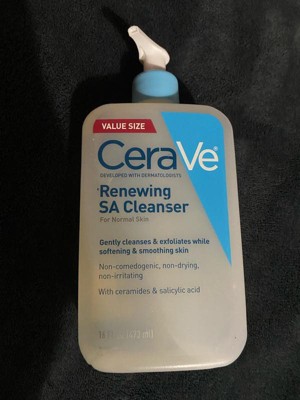 VALUE SIZE
CeraVe
DEVELOPED WITH DERMATOLOGISTS
Renewing
SA Cleanser
For Normal Skin
Gently cleanses & exfoliates while
softening & smoothing skin
Non-comedogenic, non-drying,
non-irritating
With ceramides & salicylic acid